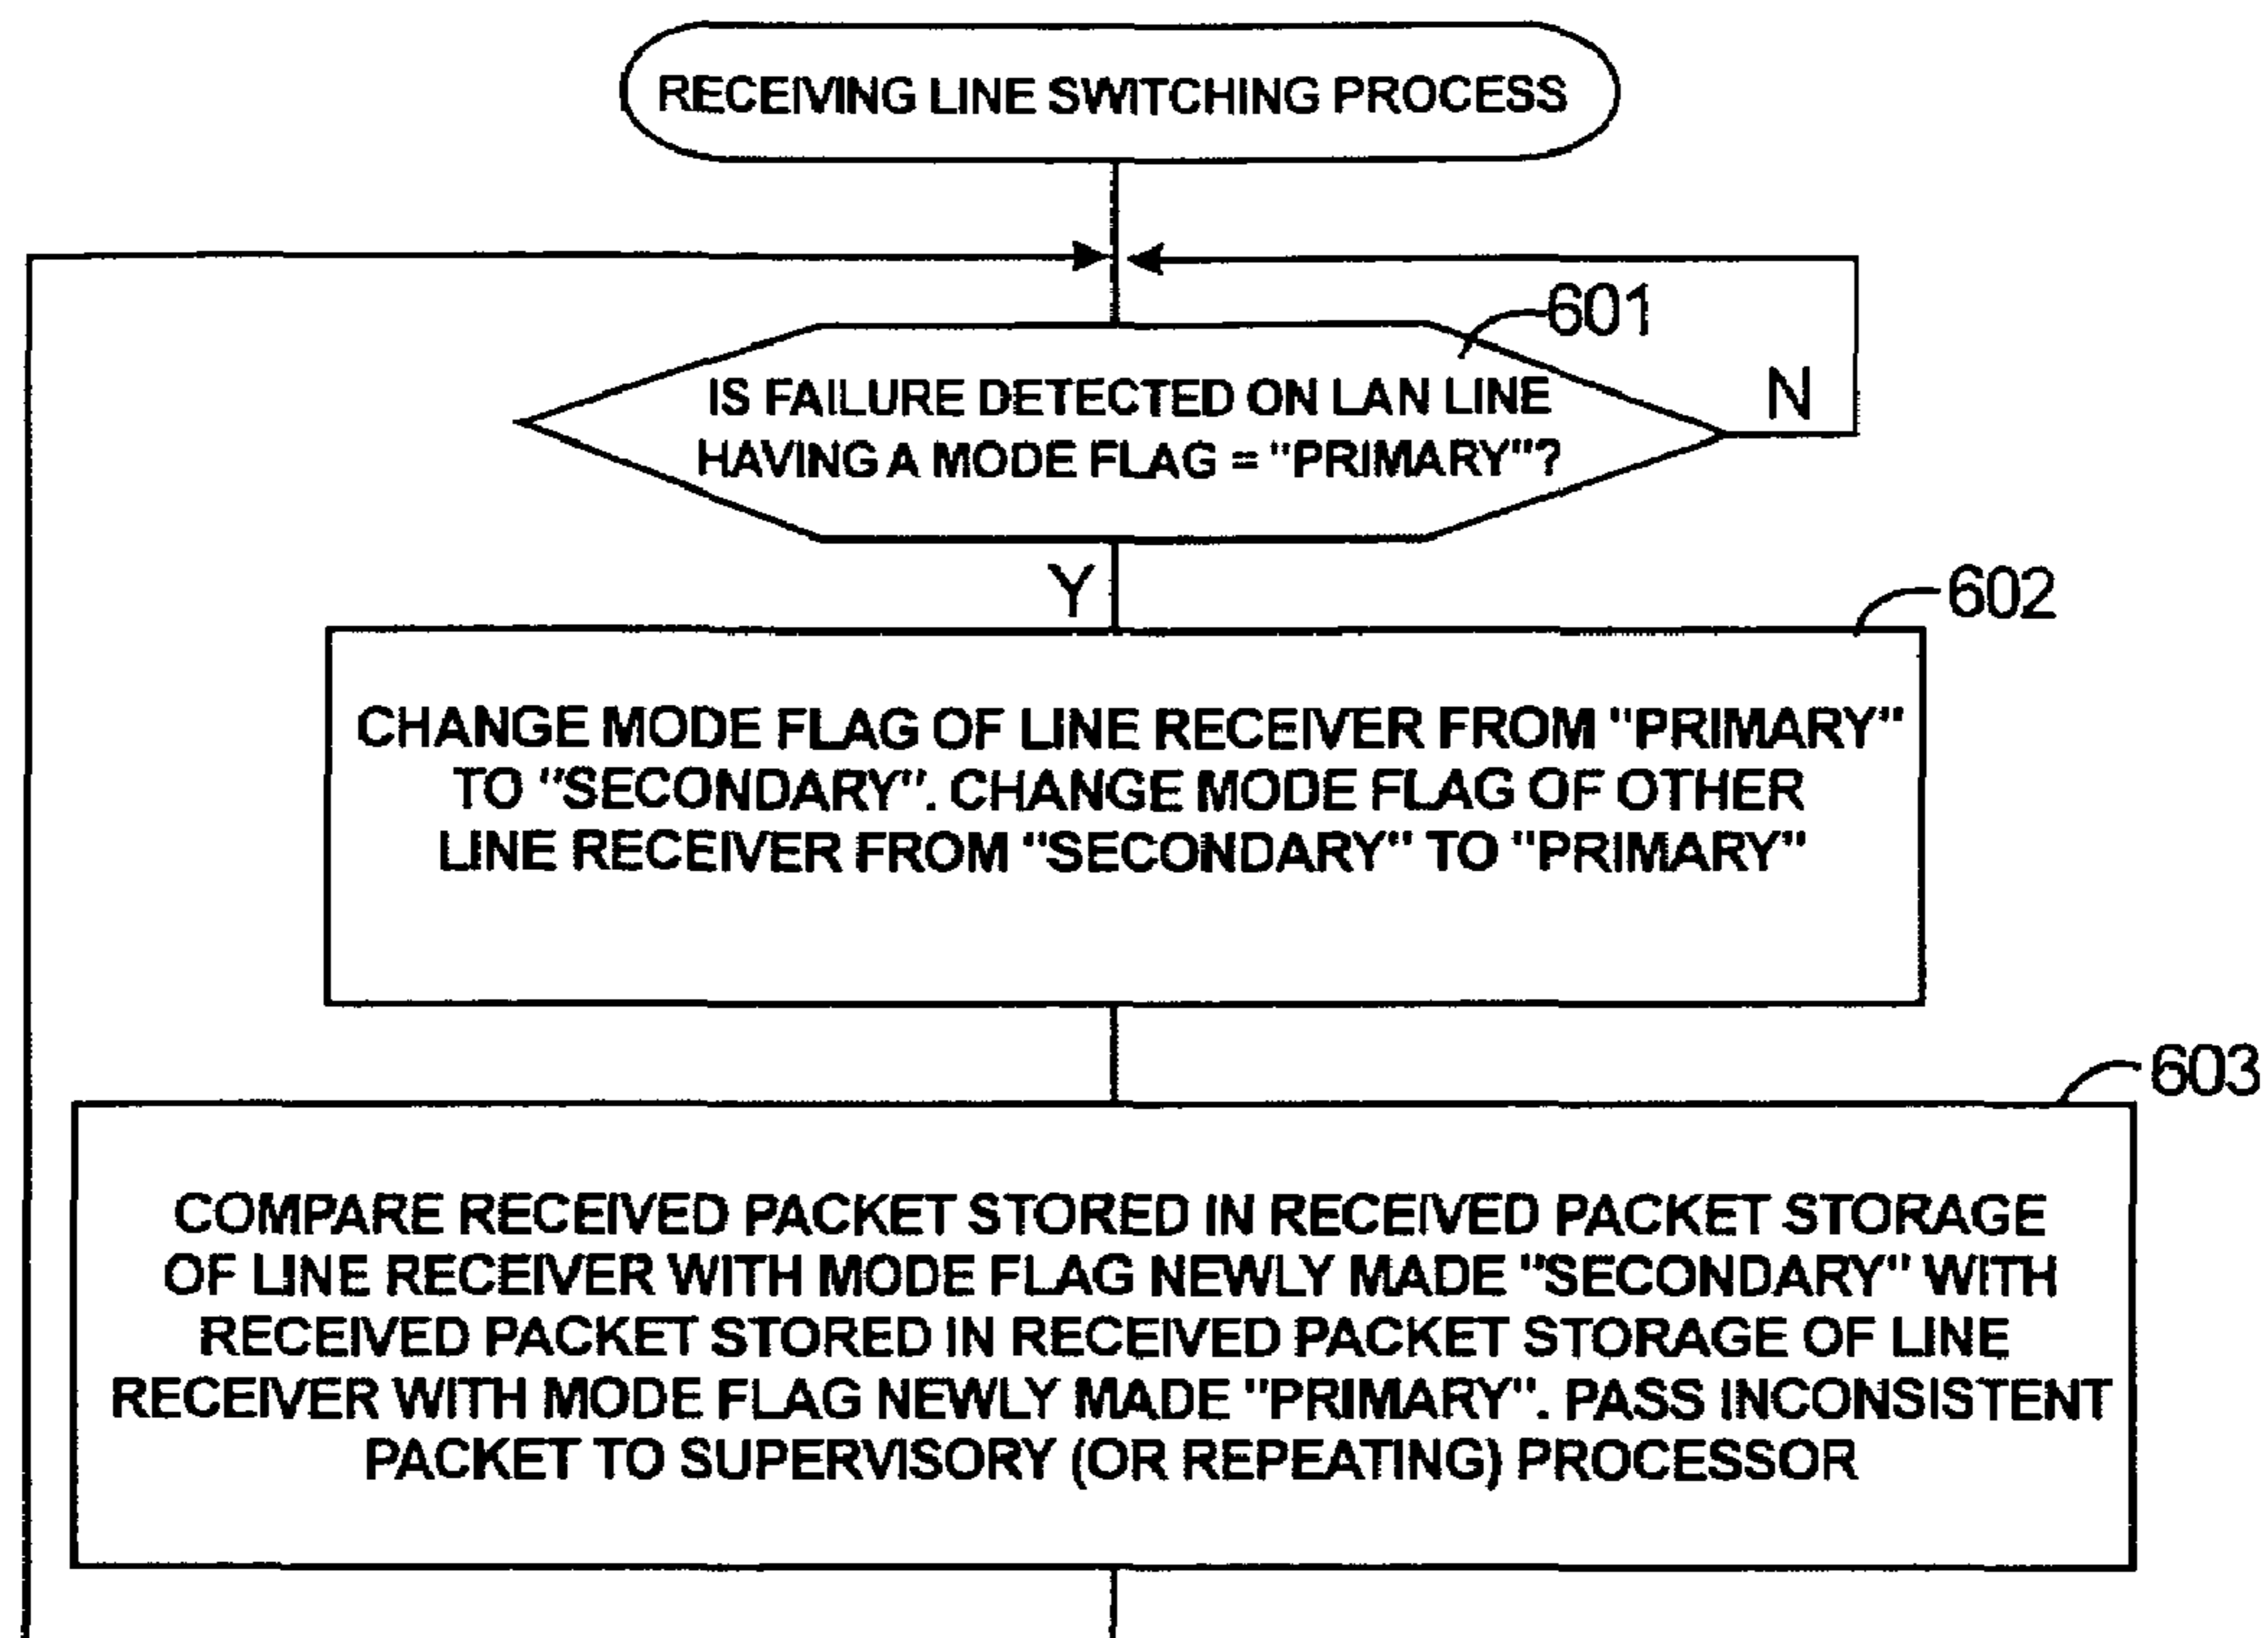 RECEIVING LINE SWITCHING PROCESS
601
IS FAILURE DETECTED ON LAN LINE
HAVING A MODE FLAG = "PRIMARY"?
N
Y
602
CHANGE MODE FLAG OF LINE RECEIVER FROM "PRIMARY"
TO "SECONDARY". CHANGE MODE FLAG OF OTHER
LINE RECEIVER FROM "SECONDARY" TO "PRIMARY"
603
COMPARE RECEIVED PACKET STORED IN RECEIVED PACKET STORAGE
OF LINE RECEIVER WITH MODE FLAG NEWLY MADE "SECONDARY" WITH
RECEIVED PACKET STORED IN RECEIVED PACKET STORAGE OF LINE
RECEIVER WITH MODE FLAG NEWLY MADE "PRIMARY". PASS INCONSISTENT
PACKET TO SUPERVISORY (OR REPEATING) PROCESSOR